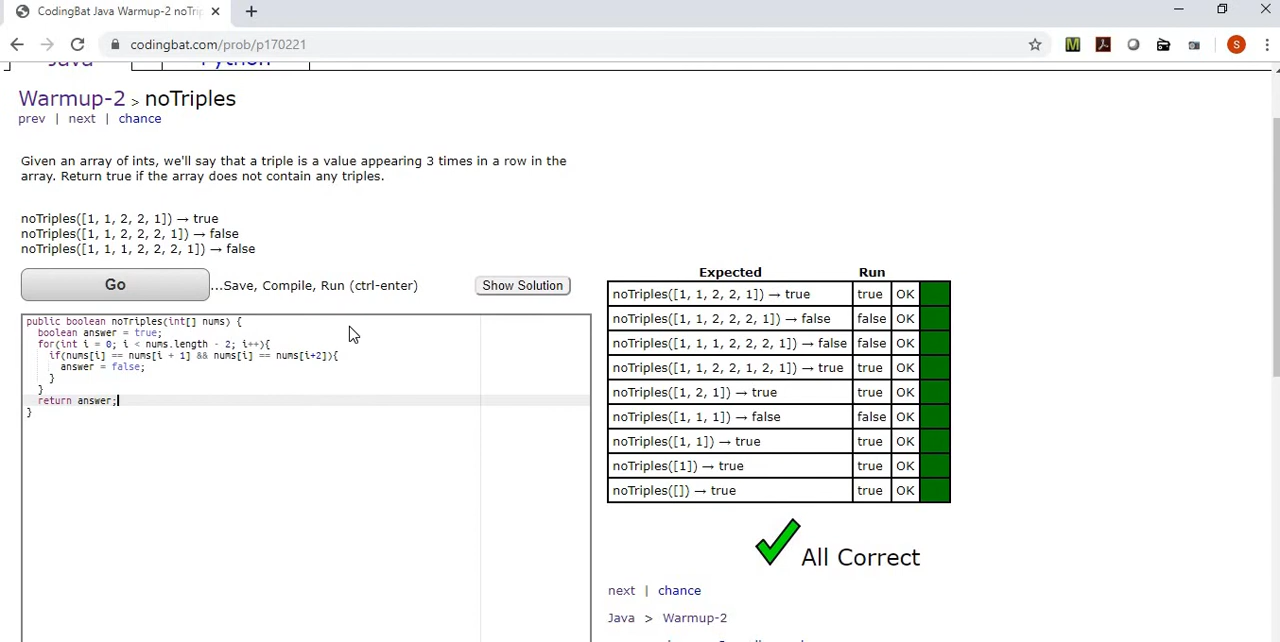 CodingBat Java Warmup-2 noTri
codingbat.com/prob/p170221
S
Java
Python
Warmup-2 > noTriples
prev | next | chance
Given an array of ints, we'll say that a triple is a value appearing 3 times in a row in the
array. Return true if the array does not contain any triples.
noTriples([1, 1, 2, 2, 1]) → true
noTriples([1, 1, 2, 2, 2, 1]) → false
noTriples([1, 1, 1, 2, 2, 2, 1]) → false
Go
...Save, Compile, Run (ctrl-enter)
Show Solution
public boolean noTriples(int[] nums) {
boolean answer = true;
for(int i = 0; i < nums.length - 2; i++){
if(nums[i] == nums[i + 1] && nums[i] == nums[i+2]){
answer = false;
}
}
return answer;
}
Expected Run
noTriples([1, 1, 2, 2, 1]) → true true OK
noTriples([1, 1, 2, 2, 2, 1]) → false false OK
noTriples([1, 1, 1, 2, 2, 2, 1]) → false false OK
noTriples([1, 1, 2, 2, 1, 2, 1]) → true true OK
noTriples([1, 2, 1]) → true true OK
noTriples([1, 1, 1]) → false false OK
noTriples([1, 1]) → true true OK
noTriples([1]) → true true OK
noTriples([]) → true true OK
All Correct
next | chance
Java > Warmup-2